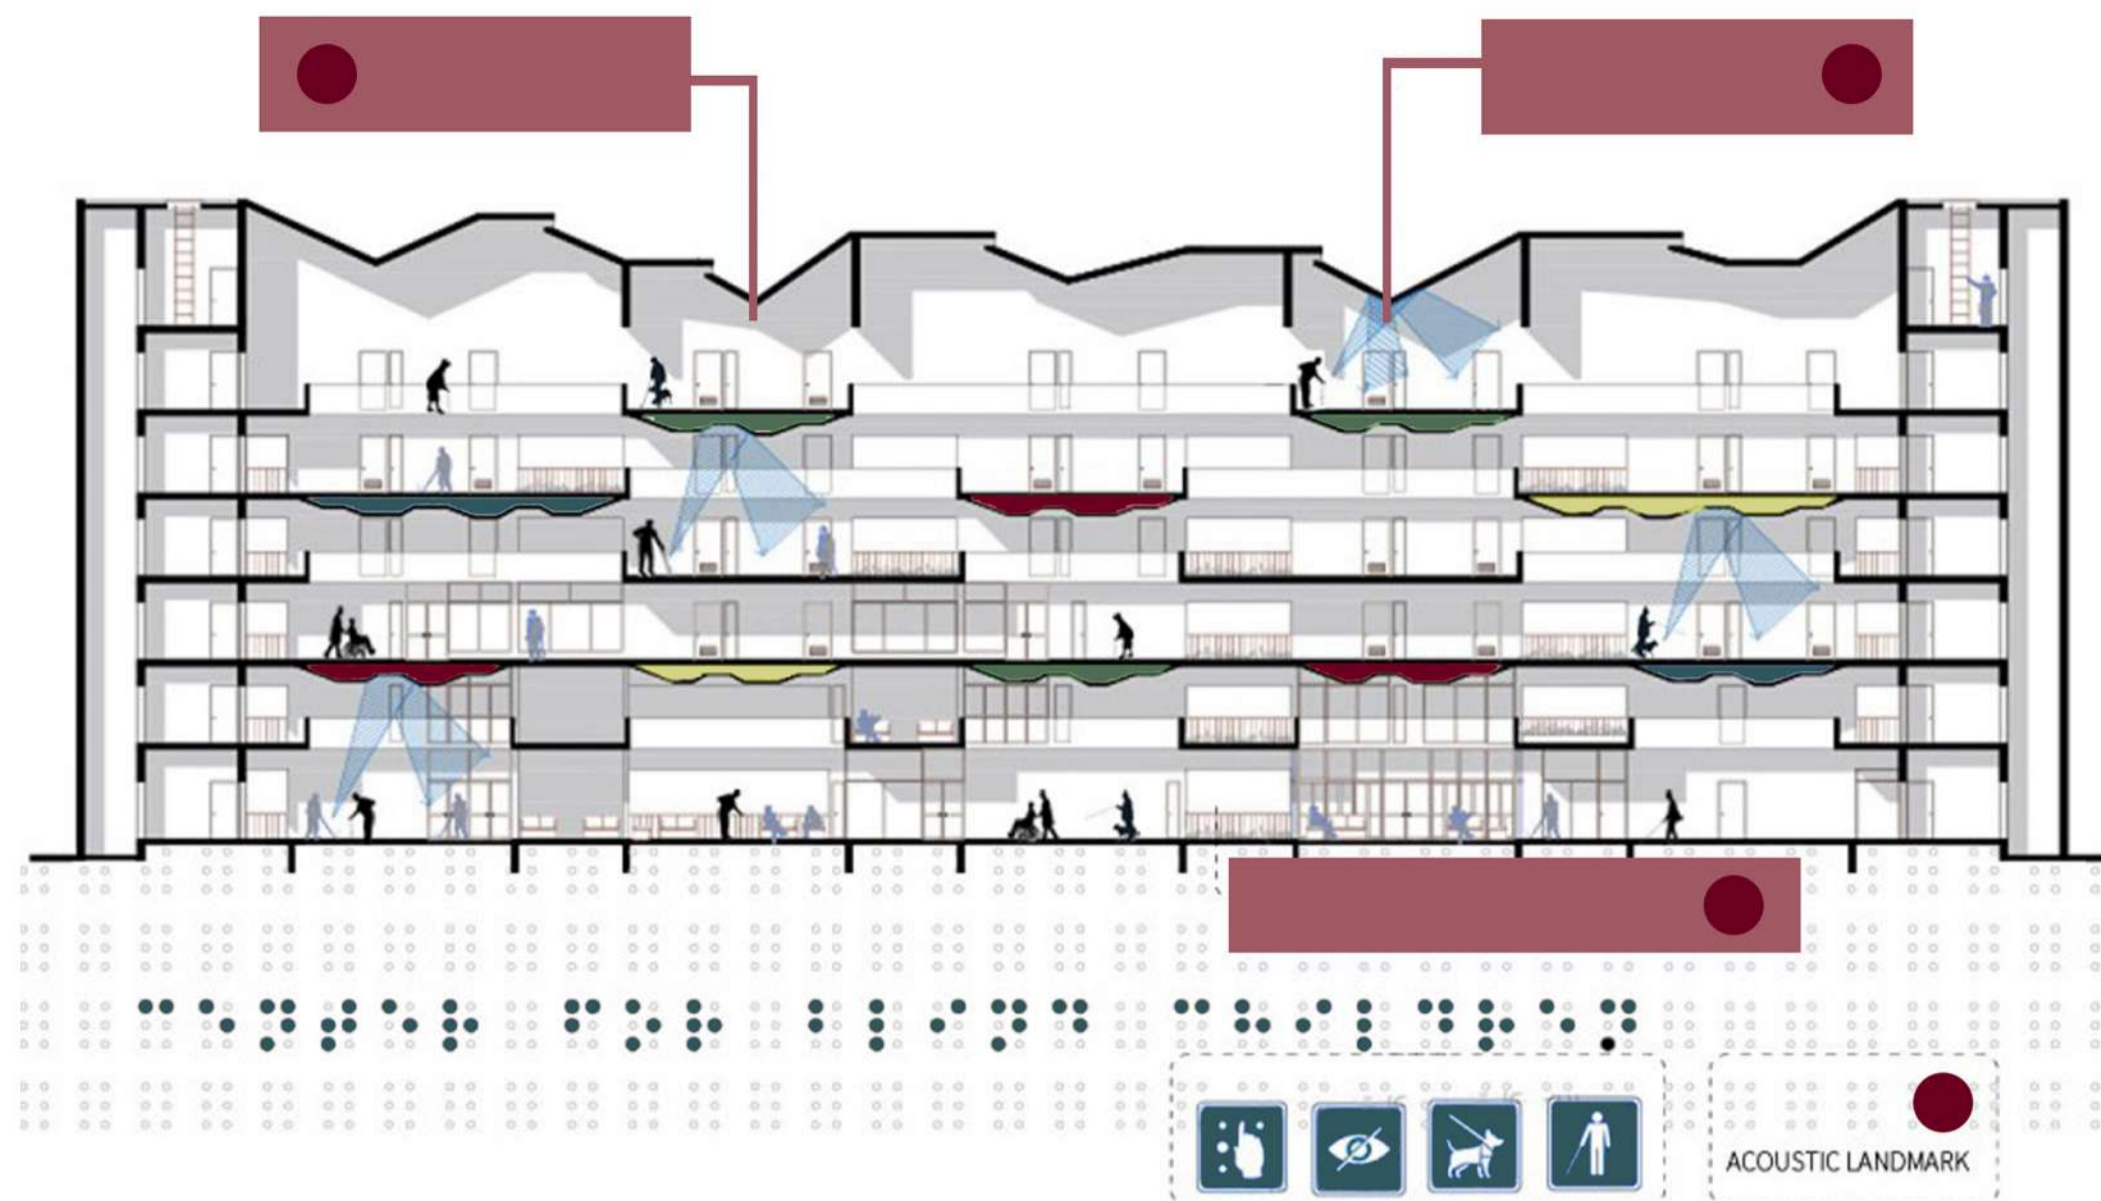 ⠉⠑⠝⠞⠑⠗ ⠋⠕⠗ ⠃⠇⠊⠝⠙ ⠉⠓⠊⠇⠙⠗⠑⠝
ACOUSTIC LANDMARK